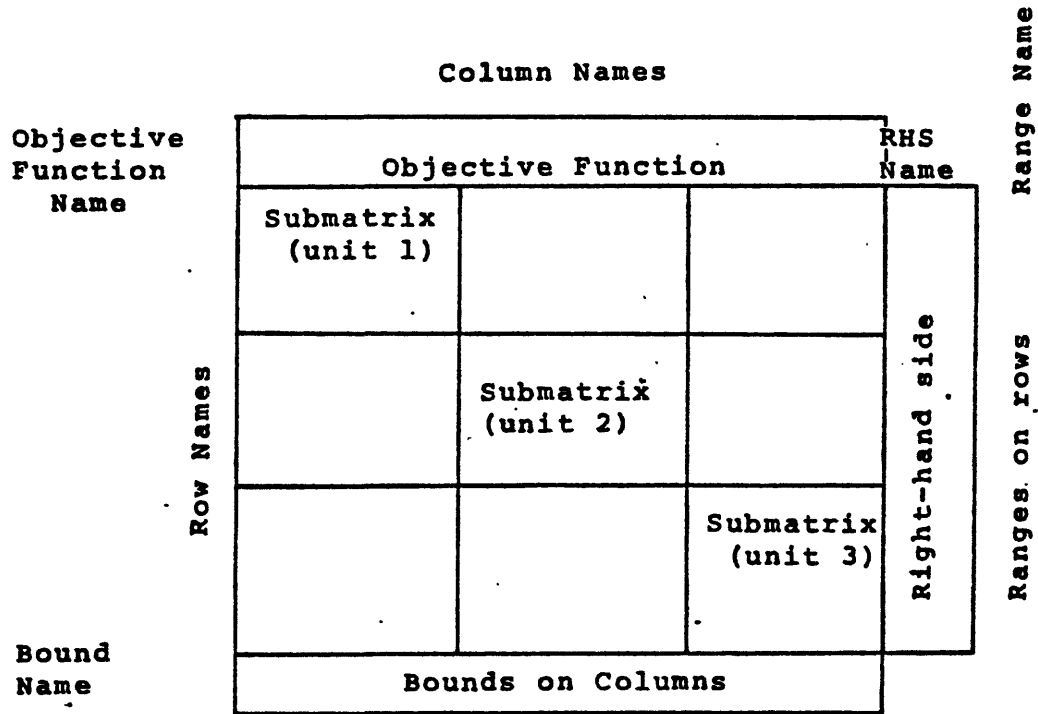 Column Names
Range Name
Objective
Function
Name
Objective Function
RHS
Name
Submatrix
(unit 1)
Submatrix
(unit 2)
Submatrix
(unit 3)
Row Names
Right-hand side
Ranges on rows
Bound
Name
Bounds on Columns